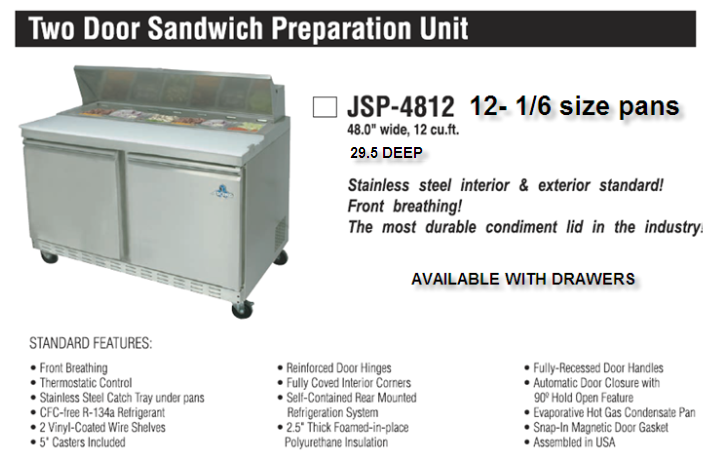 Two Door Sandwich Preparation Unit
JSP-4812 12- 1/6 size pans
48.0" wide, 12 cu.ft.
29.5 DEEP
Stainless steel interior & exterior standard!
Front breathing!
The most durable condiment lid in the industry!
AVAILABLE WITH DRAWERS
STANDARD FEATURES:
• Front Breathing
• Thermostatic Control
• Stainless Steel Catch Tray under pans
• CFC-free R-134a Refrigerant
• 2 Vinyl-Coated Wire Shelves
• 5" Casters Included
• Reinforced Door Hinges
• Fully Coved Interior Corners
• Self-Contained Rear Mounted
Refrigeration System
• 2.5" Thick Foamed-in-place
Polyurethane Insulation
• Fully-Recessed Door Handles
• Automatic Door Closure with
90º Hold Open Feature
• Evaporative Hot Gas Condensate Pan
• Snap-In Magnetic Door Gasket
• Assembled in USA